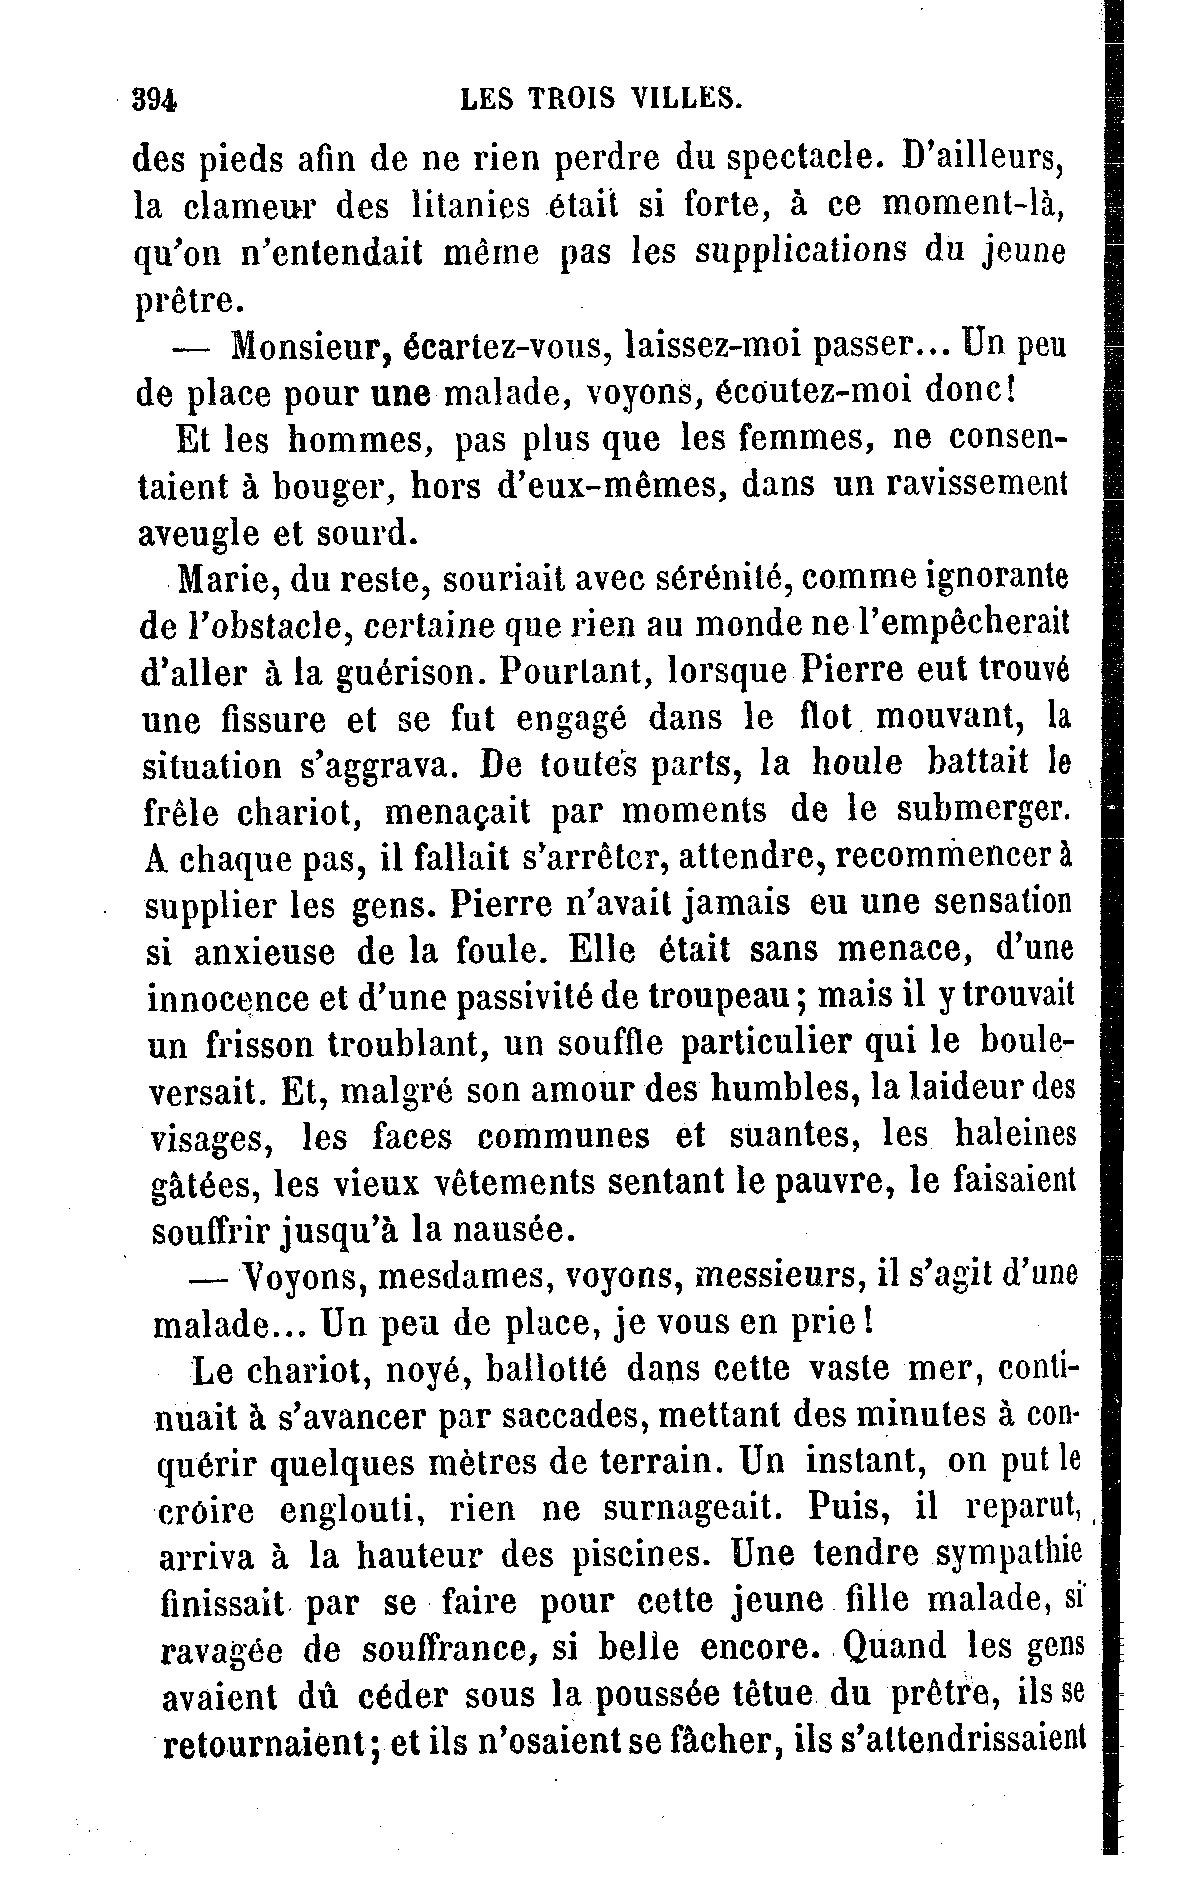 394 LES TROIS VILLES.
des pieds afin de ne rien perdre du spectacle. D'ailleurs,
la clameur des litanies était si forte, à ce moment-là,
qu'on n'entendait même pas les supplications du jeune
prêtre.
— Monsieur, écartez-vous, laissez-moi passer... Un peu
de place pour une malade, voyons, écoutez-moi donc!
Et les hommes, pas plus que les femmes, ne consen-
taient à bouger, hors d'eux-mêmes, dans un ravissement
aveugle et sourd.
Marie, du reste, souriait avec sérénité, comme ignorante
de l'obstacle, certaine que rien au monde ne l'empêcherait
d'aller à la guérison. Pourtant, lorsque Pierre eut trouvé
une fissure et se fut engagé dans le flot mouvant, la
situation s'aggrava. De toutes parts, la houle battait le
frêle chariot, menaçait par moments de le submerger.
A chaque pas, il fallait s'arrêter, attendre, recommencer à
supplier les gens. Pierre n'avait jamais eu une sensation
si anxieuse de la foule. Elle était sans menace, d'une
innocence et d'une passivité de troupeau; mais il y trouvait
un frisson troublant, un souffle particulier qui le boule-
versait. Et, malgré son amour des humbles, la laideur des
visages, les faces communes et suantes, les haleines
gâtées, les vieux vêtements sentant le pauvre, le faisaient
souffrir jusqu'à la nausée.
— Voyons, mesdames, voyons, messieurs, il s'agit d'une
malade... Un peu de place, je vous en prie!
Le chariot, noyé, ballotté dans cette vaste mer, conti-
nuait à s'avancer par saccades, mettant des minutes à con-
quérir quelques mètres de terrain. Un instant, on put le
croire englouti, rien ne surnageait. Puis, il reparut,
arriva à la hauteur des piscines. Une tendre sympathie
finissait par se faire pour cette jeune fille malade, si
ravagée de souffrance, si belle encore. Quand les gens
avaient dû céder sous la poussée têtue du prêtre, ils se
retournaient; et ils n'osaient se fâcher, ils s'attendrissaient